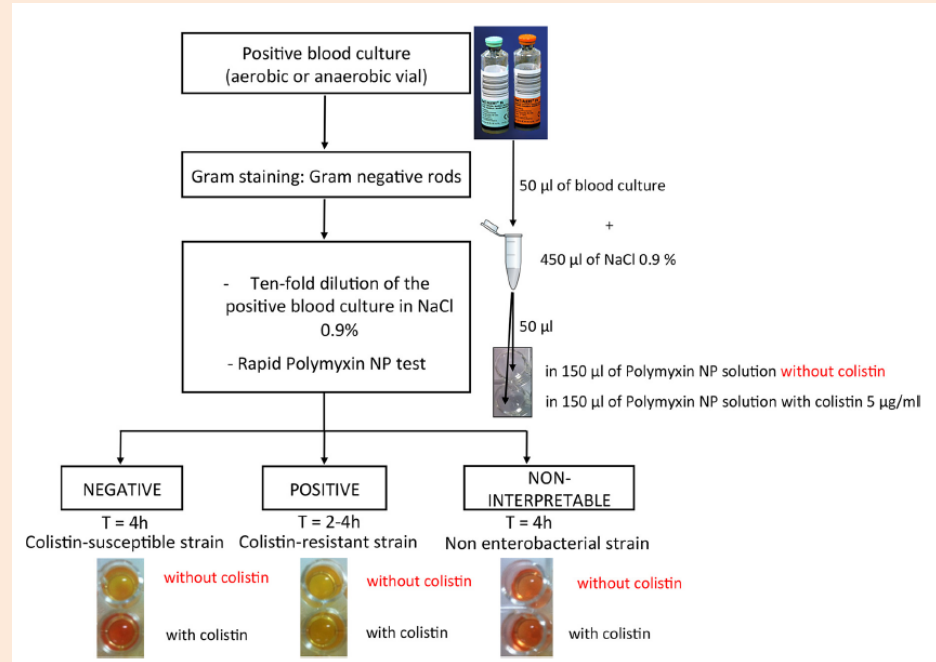 Positive blood culture
(aerobic or anaerobic vial)
Gram staining: Gram negative rods
50 µl of blood culture
+
450 µl of NaCl 0.9 %
- Ten-fold dilution of the
positive blood culture in NaCl
0.9%
- Rapid Polymyxin NP test
50 µl
in 150 µl of Polymyxin NP solution without colistin
in 150 µl of Polymyxin NP solution with colistin 5 µg/ml
NEGATIVE
T = 4h
Colistin-susceptible strain
without colistin
with colistin
POSITIVE
T = 2-4h
Colistin-resistant strain
without colistin
with colistin
NON-
INTERPRETABLE
T = 4h
Non enterobacterial strain
without colistin
with colistin